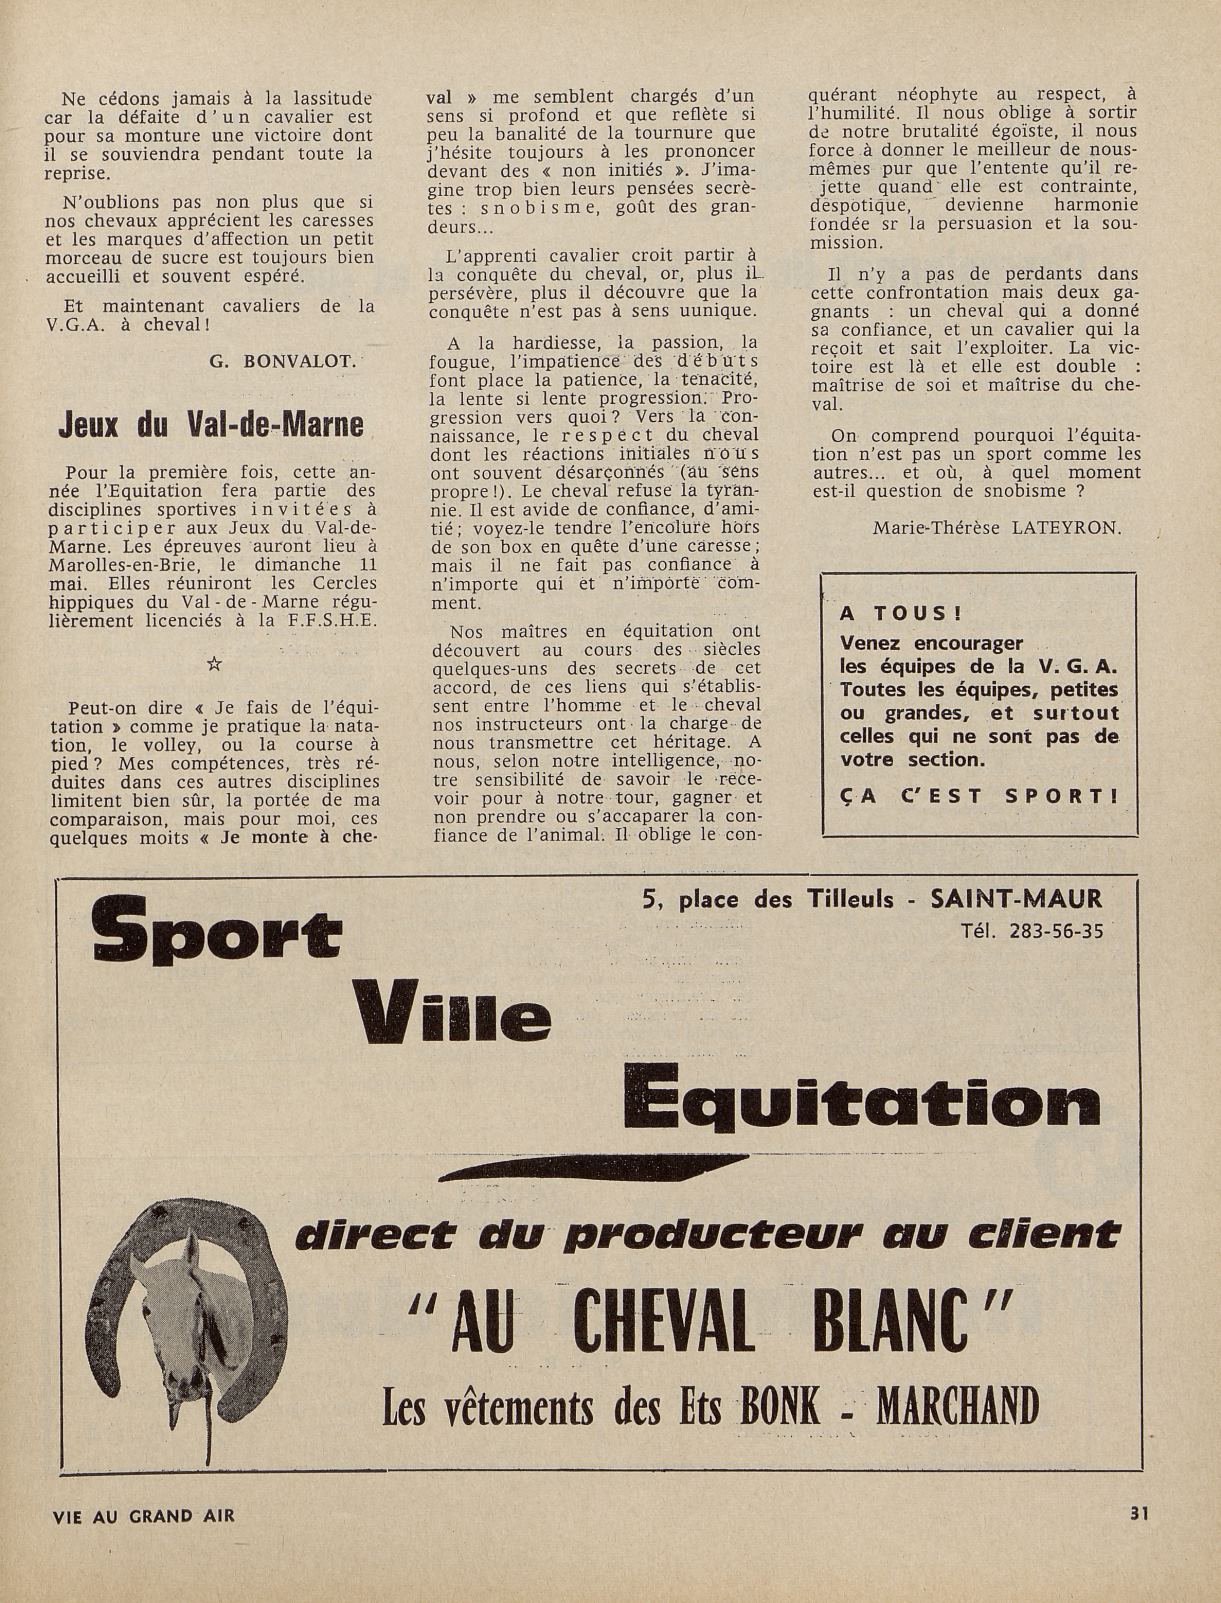 Ne cédons jamais à la lassitude
car la défaite d'un cavalier est
pour sa monture une victoire dont
il se souviendra pendant toute la
reprise.
N'oublions pas non plus que si
nos chevaux apprécient les caresses
et les marques d'affection un petit
morceau de sucre est toujours bien
accueilli et souvent espéré.
Et maintenant cavaliers de la
V.G.A. à cheval !
G. BONVALOT.
Jeux du Val-de-Marne
Pour la première fois, cette an-
née l'Equitation fera partie des
disciplines sportives invitées à
participer aux Jeux du Val-de-
Marne. Les épreuves auront lieu à
Marolles-en-Brie, le dimanche 11
mai. Elles réuniront les Cercles
hippiques du Val - de - Marne régu-
lièrement licenciés à la F.F.S.H.E.
☆
Peut-on dire « Je fais de l'équi-
tation » comme je pratique la nata-
tion, le volley, ou la course à
pied ? Mes compétences, très ré-
duites dans ces autres disciplines
limitent bien sûr, la portée de ma
comparaison, mais pour moi, ces
quelques moits « Je monte à che-
val » me semblent chargés d'un
sens si profond et que reflète si
peu la banalité de la tournure que
j'hésite toujours à les prononcer
devant des « non initiés ». J'ima-
gine trop bien leurs pensées secrè-
tes : snobisme, goût des gran-
deurs...
L'apprenti cavalier croit partir à
la conquête du cheval, or, plus il
persévère, plus il découvre que la
conquête n'est pas à sens uunique.
A la hardiesse, la passion, la
fougue, l'impatience des débuts
font place la patience, la tenacité,
la lente si lente progression. Pro-
gression vers quoi ? Vers la con-
naissance, le respect du cheval
dont les réactions initiales nous
ont souvent désarçonnés (au sens
propre !). Le cheval refuse la tyran-
nie. Il est avide de confiance, d'ami-
tié ; voyez-le tendre l'encolure hors
de son box en quête d'une caresse ;
mais il ne fait pas confiance à
n'importe qui et n'importe com-
ment.
Nos maîtres en équitation ont
découvert au cours des siècles
quelques-uns des secrets de cet
accord, de ces liens qui s'établis-
sent entre l'homme et le cheval
nos instructeurs ont la charge de
nous transmettre cet héritage. A
nous, selon notre intelligence, no-
tre sensibilité de savoir le rece-
voir pour à notre tour, gagner et
non prendre ou s'accaparer la con-
fiance de l'animal. Il oblige le con-
quérant néophyte au respect, à
l'humilité. Il nous oblige à sortir
de notre brutalité égoïste, il nous
force à donner le meilleur de nous-
mêmes pur que l'entente qu'il re-
jette quand elle est contrainte,
despotique, devienne harmonie
fondée sr la persuasion et la sou-
mission.
Il n'y a pas de perdants dans
cette confrontation mais deux ga-
gnants : un cheval qui a donné
sa confiance, et un cavalier qui la
reçoit et sait l'exploiter. La vic-
toire est là et elle est double :
maîtrise de soi et maîtrise du che-
val.
On comprend pourquoi l'équita-
tion n'est pas un sport comme les
autres... et où, à quel moment
est-il question de snobisme ?
Marie-Thérèse LATEYRON.
A TOUS !
Venez encourager
les équipes de la V. G. A.
Toutes les équipes, petites
ou grandes, et surtout
celles qui ne sont pas de
votre section.
ÇA C'EST SPORT !
5, place des Tilleuls - SAINT-MAUR
Tél. 283-56-35
Sport
Ville
Equitation
direct du producteur au client
"AU CHEVAL BLANC"
Les vêtements des Ets BONK - MARCHAND
VIE AU GRAND AIR
31